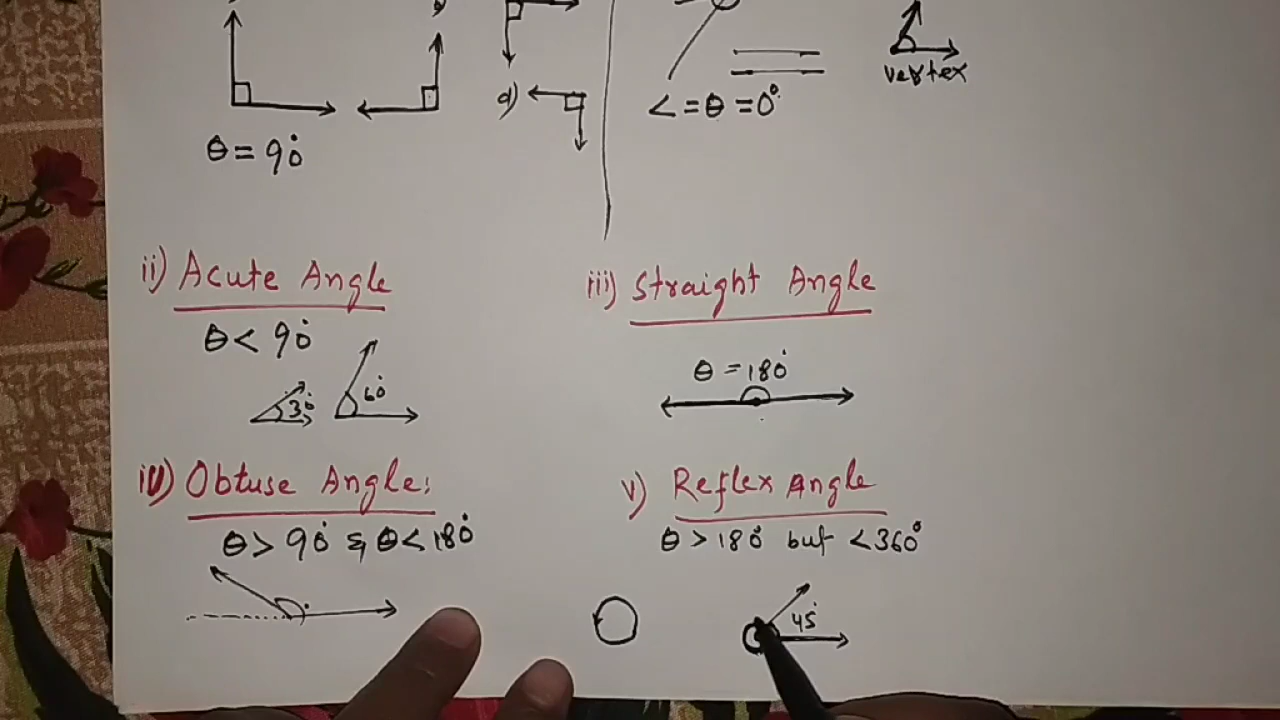 d)
θ = 90°
∠ = θ = 0°
vertex
ii) Acute Angle
θ < 90°
30°
60°
iii) Straight Angle
θ = 180°
iv) Obtuse Angle:
θ > 90° & θ < 180°
v) Reflex Angle
θ > 180° but < 360°
45°